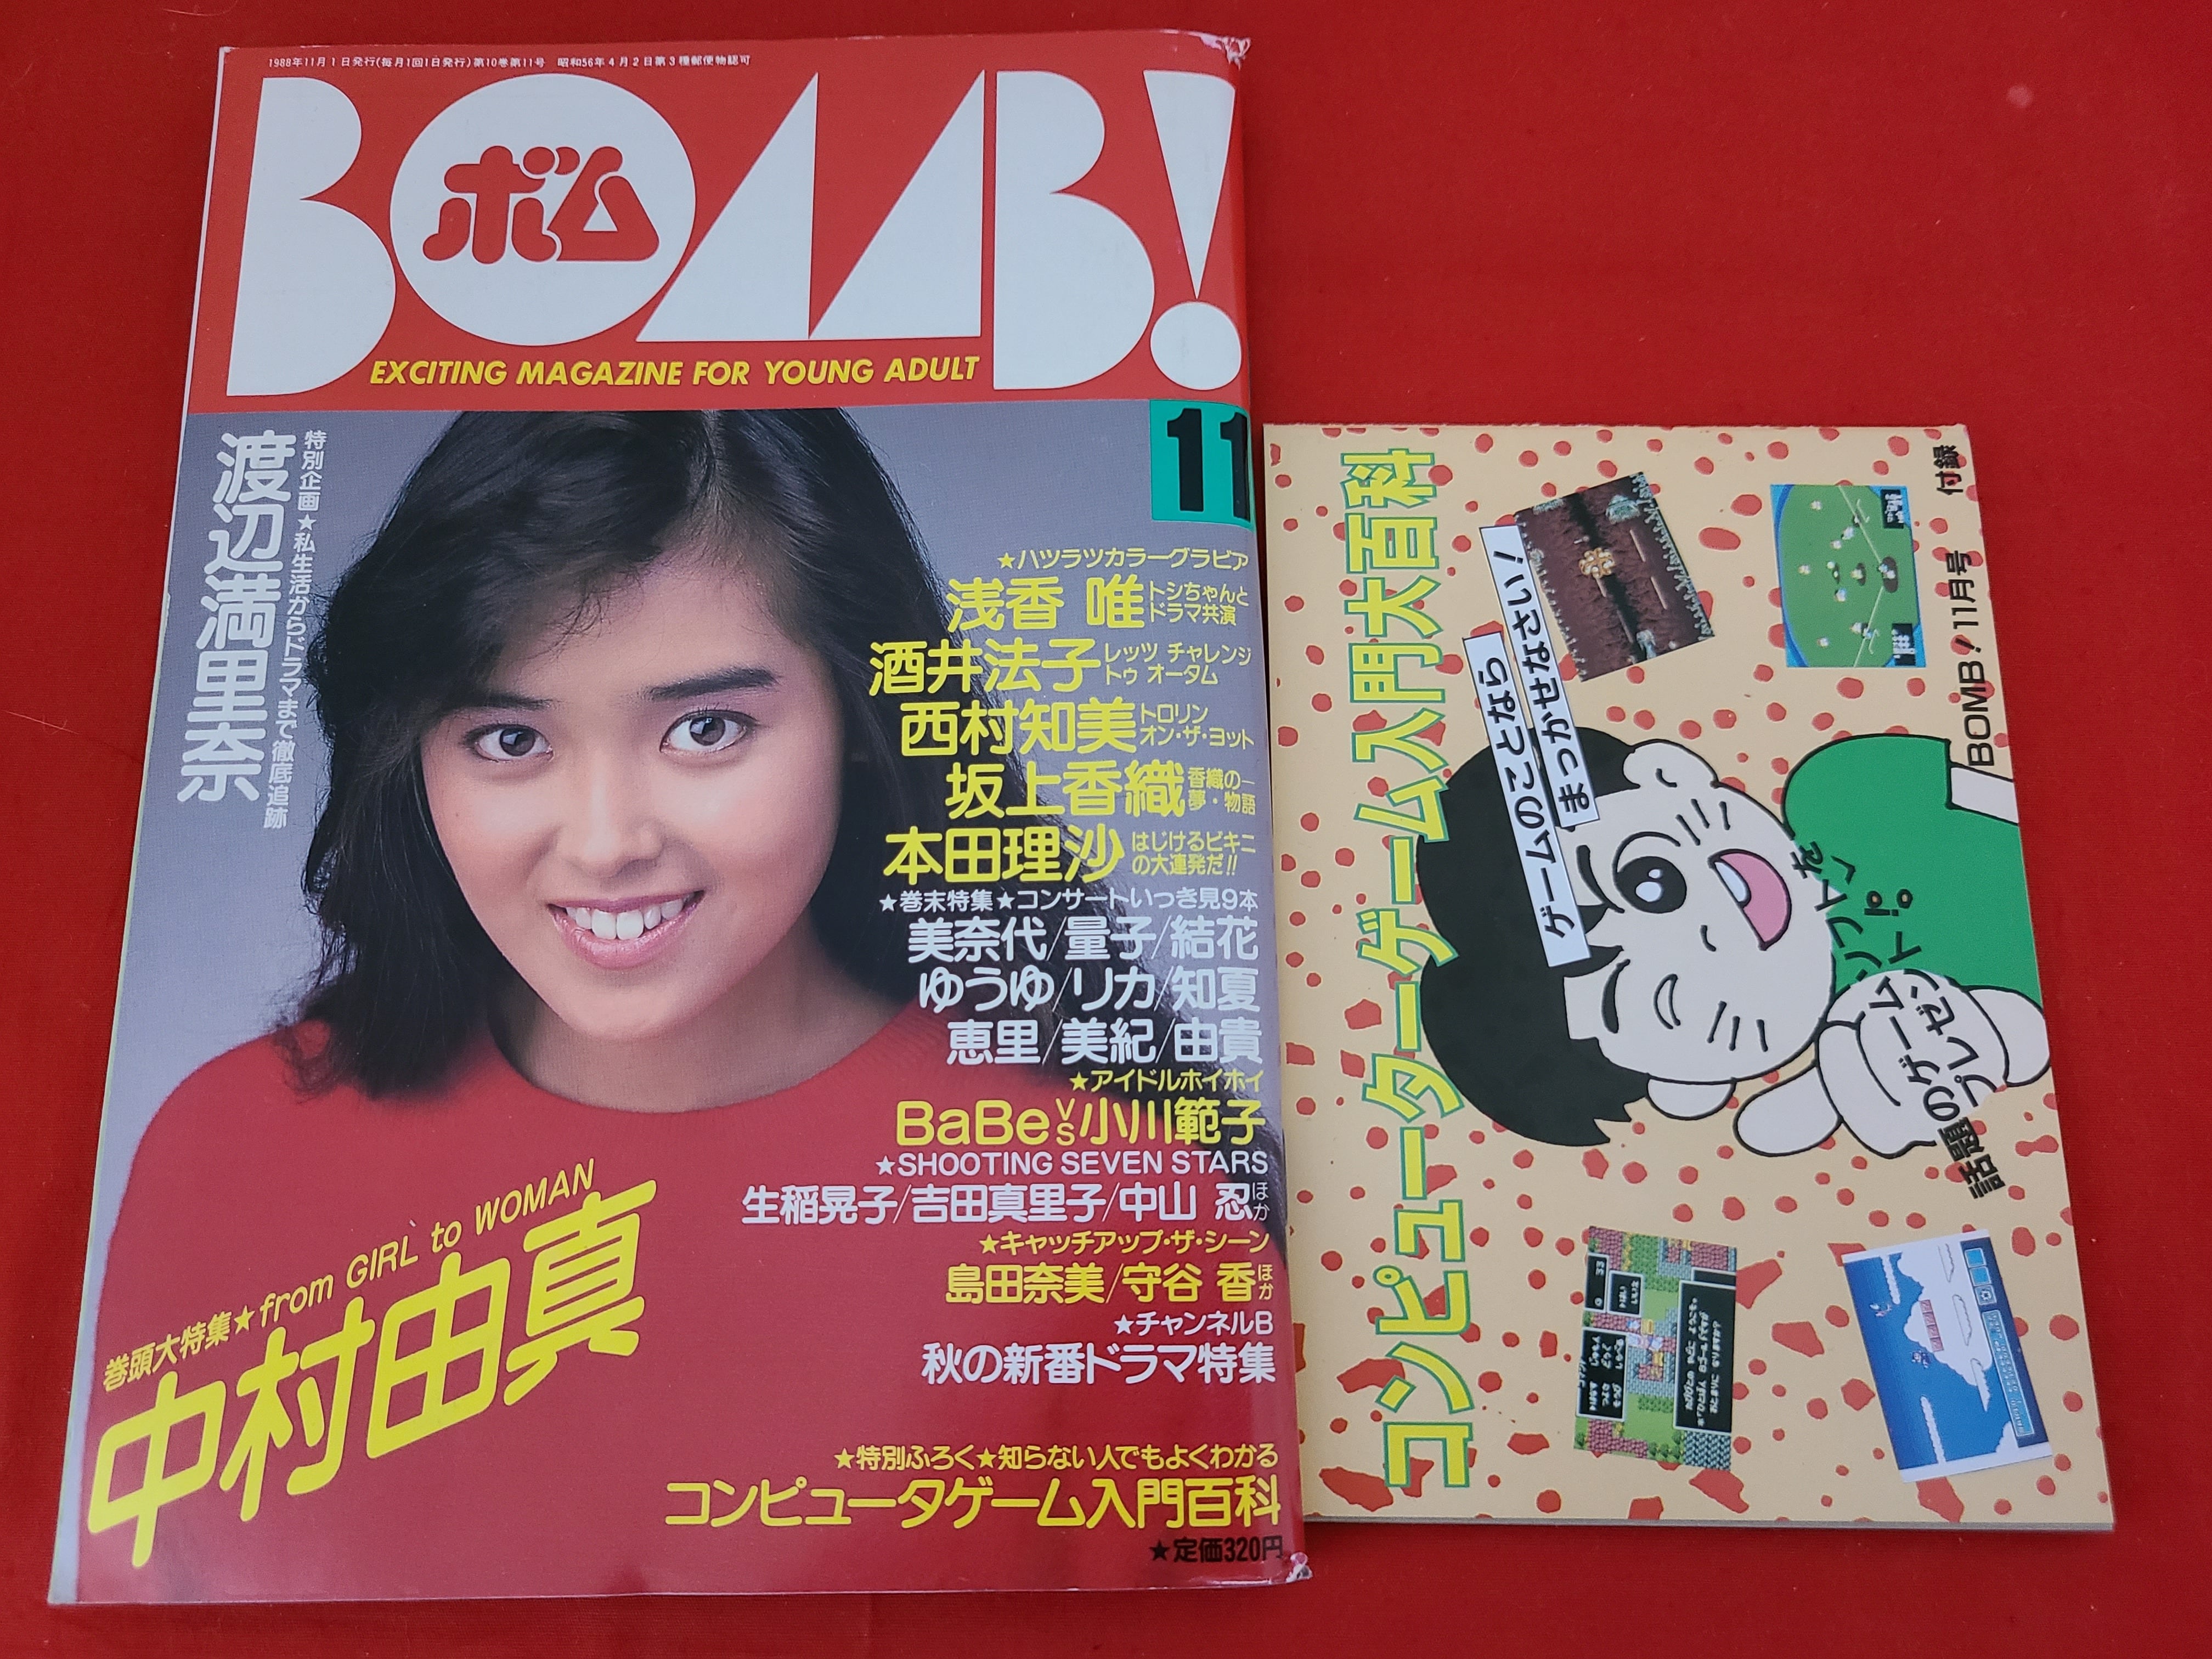 1988年11月1日発行(毎月1回1日発行)第10巻第11号 昭和56年4月2日第3種郵便物認可
BOMB!
ボム
EXCITING MAGAZINE FOR YOUNG ADULT
11
特別企画★私生活からドラマまで徹底追跡
渡辺満里奈
★ハツラツカラーグラビア
浅香 唯 トシちゃんと
ドラマ共演
酒井法子 レッツ チャレンジ
トゥ オータム
西村知美 トロリン
オン・ザ・ヨット
坂上香織 香織の一
夢・物語
本田理沙 はじけるビキニ
の大連発だ!!
★巻末特集★コンサートいっき見9本
美奈代/量子/結花
ゆうゆ/リカ/知夏
恵里/美紀/由貴
★アイドルホイホイ
BaBe VS 小川範子
★SHOOTING SEVEN STARS
生稲晃子/吉田真里子/中山 忍 ほか
★キャッチアップ・ザ・シーン
島田奈美/守谷 香 ほか
★チャンネルB
秋の新番ドラマ特集
巻頭大特集★from GIRL to WOMAN
中村由真
★特別ふろく★知らない人でもよくわかる
コンピュータゲーム入門百科
★定価320円
コンピューターゲーム入門大百科
ゲームのことなら
まっかせなさい!
話題のゲームソフトを
プレゼント!!
BOMB!11月号 付録